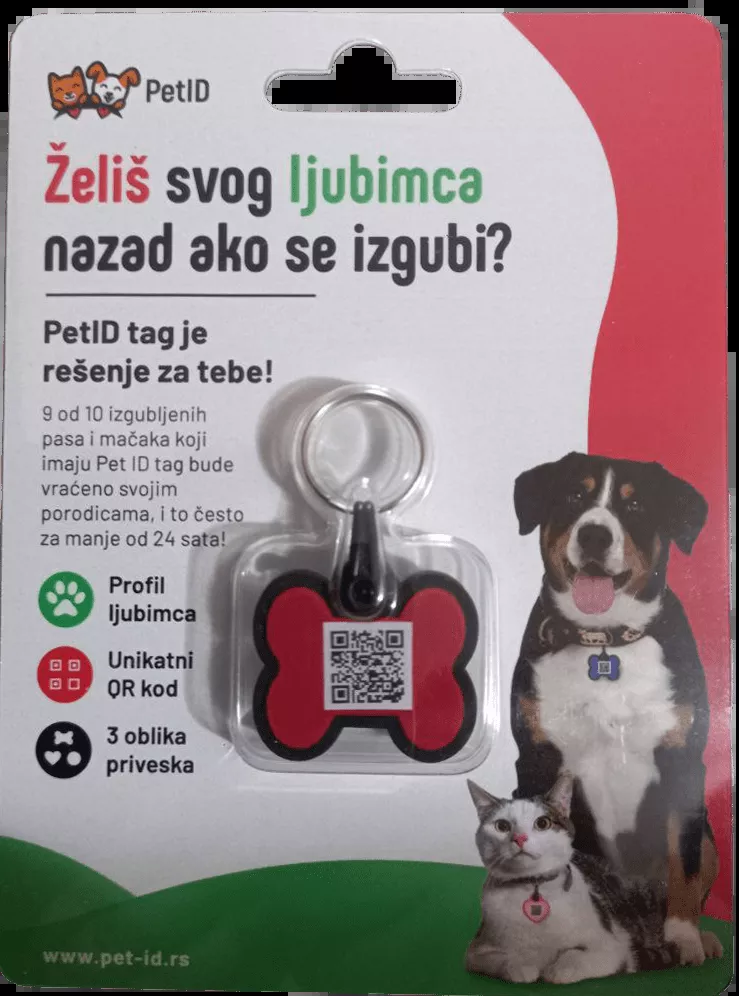 PetID
Želiš svog ljubimca
nazad ako se izgubi?
PetID tag je
rešenje za tebe!
9 od 10 izgubljenih
pasa i mačaka koji
imaju Pet ID tag bude
vraćeno svojim
porodicama, i to često
za manje od 24 sata!
Profil
ljubimca
Unikatni
QR kod
3 oblika
priveska
www.pet-id.rs